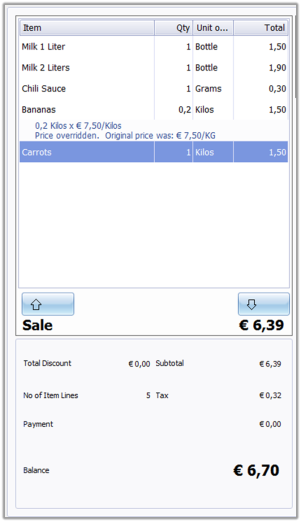 Item Qty Unit o... Total
Milk 1 Liter 1 Bottle 1,50
Milk 2 Liters 1 Bottle 1,90
Chili Sauce 1 Grams 0,30
Bananas 0,2 Kilos 1,50
0,2 Kilos x € 7,50/Kilos
Price overridden. Original price was: € 7,50/KG
Carrots 1 Kilos 1,50
Sale € 6,39
Total Discount € 0,00 Subtotal € 6,39
No of Item Lines 5 Tax € 0,32
Payment € 0,00
Balance € 6,70